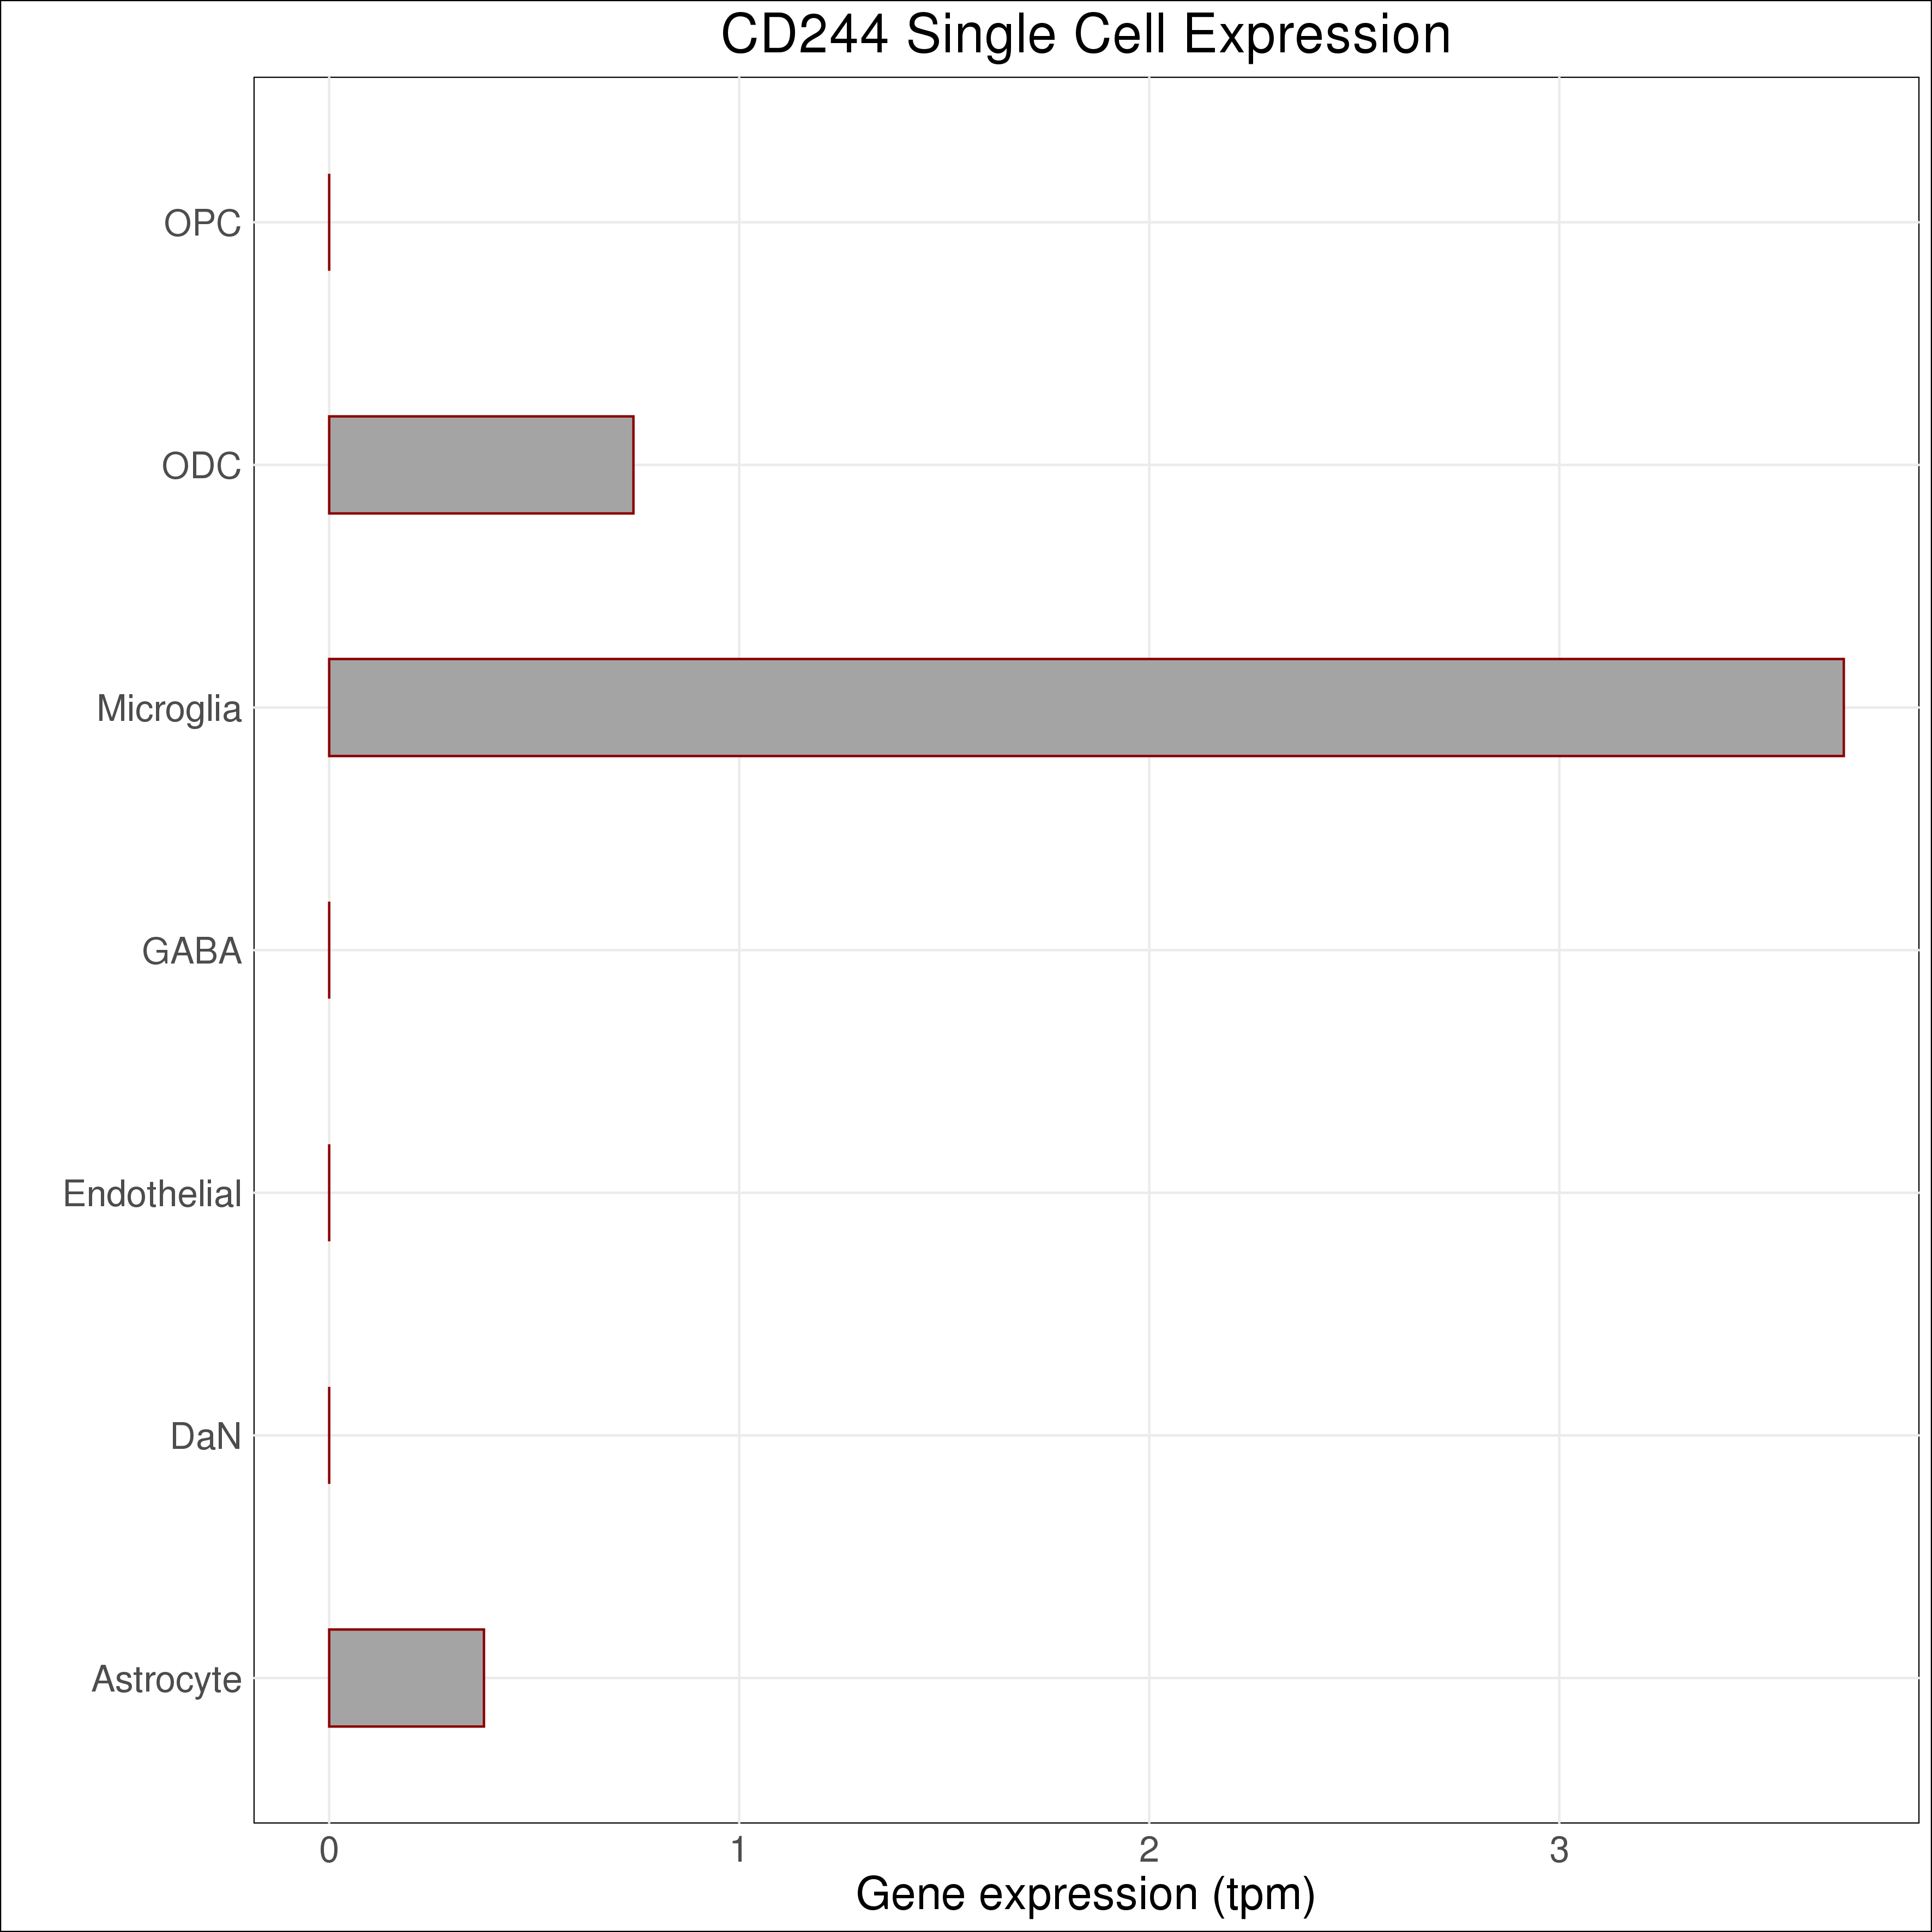 CD244 Single Cell Expression
OPC
ODC
Microglia
GABA
Endothelial
DaN
Astrocyte
0 1 2 3
Gene expression (tpm)